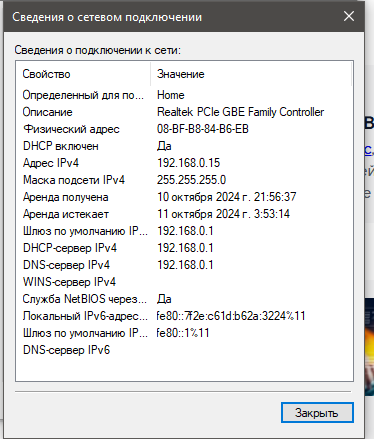 Сведения о сетевом подключении
Сведения о подключении к сети:
Свойство Значение
Определенный для по... Home
Описание Realtek PCIe GBE Family Controller
Физический адрес 08-BF-B8-84-B6-EB
DHCP включен Да
Адрес IPv4 192.168.0.15
Маска подсети IPv4 255.255.255.0
Аренда получена 10 октября 2024 г. 21:56:37
Аренда истекает 11 октября 2024 г. 3:53:14
Шлюз по умолчанию IP... 192.168.0.1
DHCP-сервер IPv4 192.168.0.1
DNS-сервер IPv4 192.168.0.1
WINS-сервер IPv4
Служба NetBIOS через... Да
Локальный IPv6-адрес... fe80::7f2e:c61d:b62a:3224%11
Шлюз по умолчанию IP... fe80::1%11
DNS-сервер IPv6
Закрыть